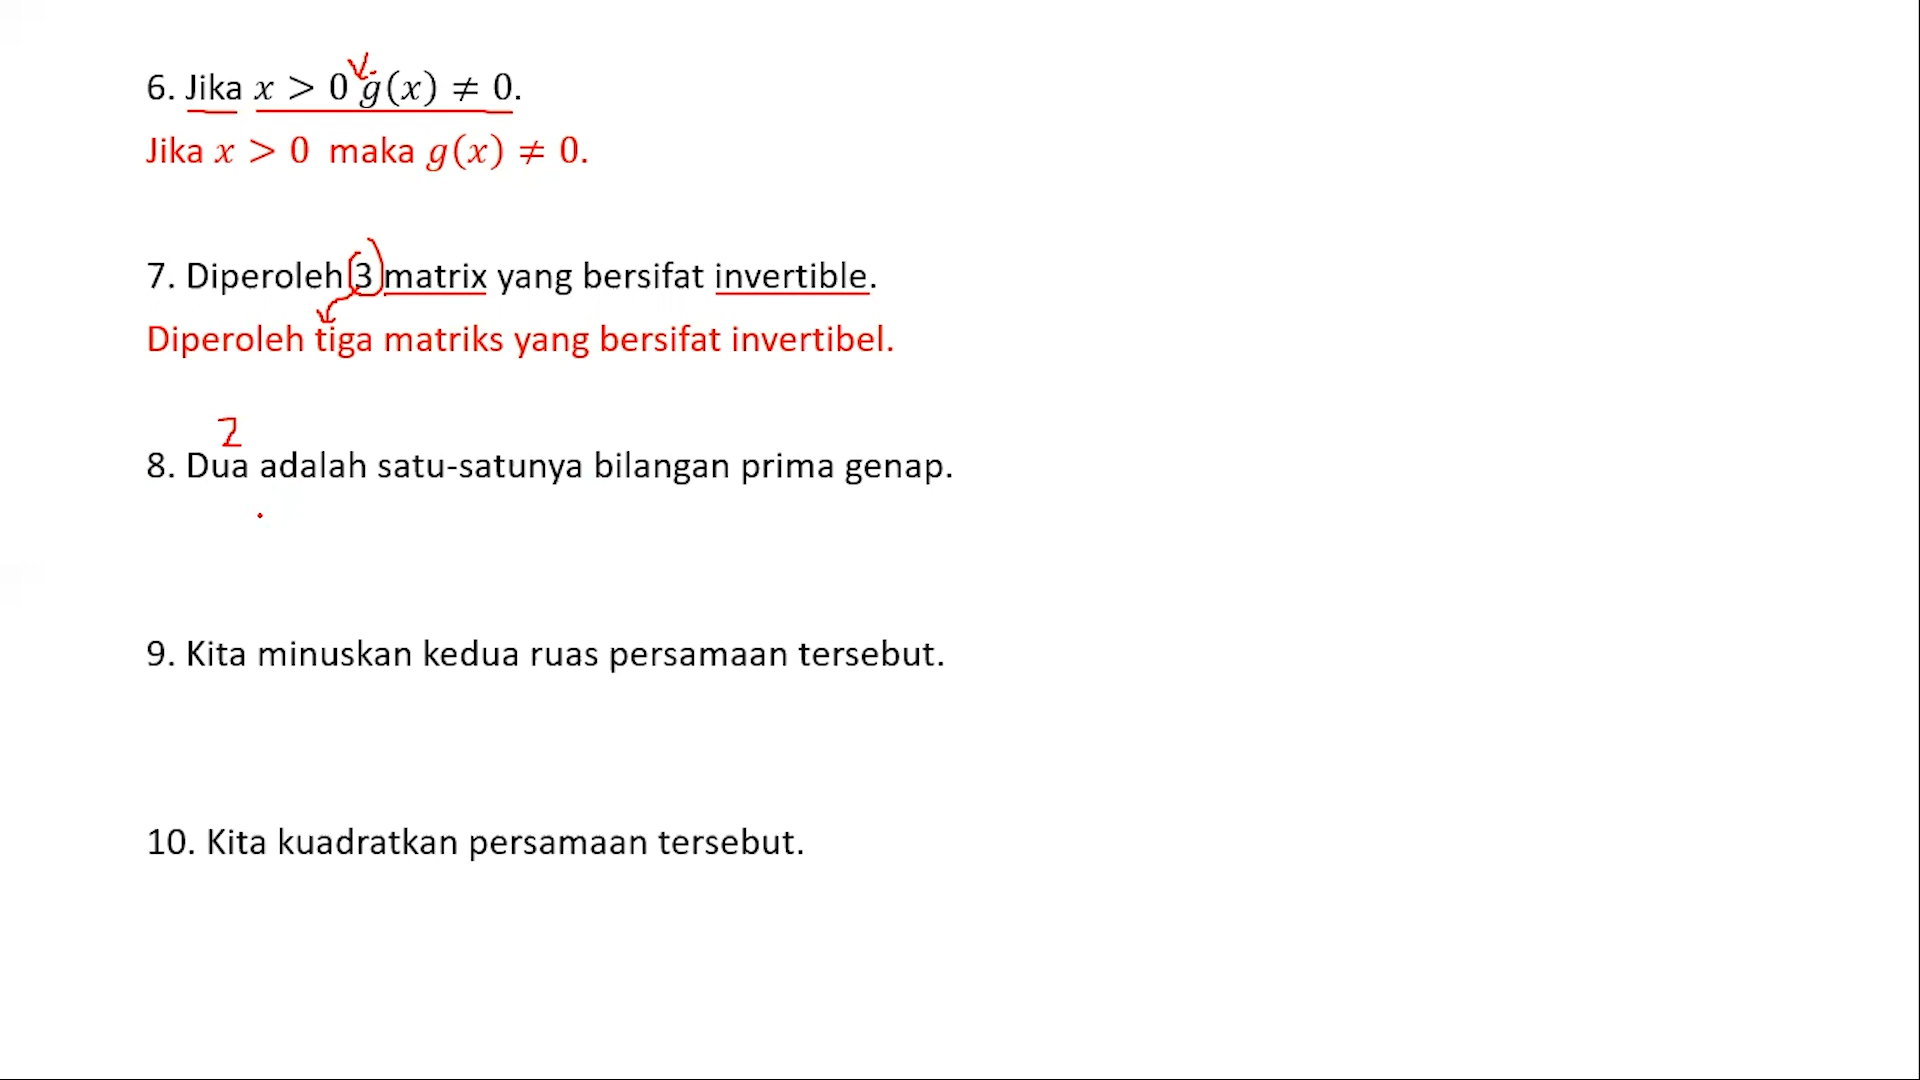 6. Jika x > 0 g(x) ≠ 0.
Jika x > 0 maka g(x) ≠ 0.
7. Diperoleh 3 matrix yang bersifat invertible.
Diperoleh tiga matriks yang bersifat invertibel.
2
8. Dua adalah satu-satunya bilangan prima genap.
9. Kita minuskan kedua ruas persamaan tersebut.
10. Kita kuadratkan persamaan tersebut.